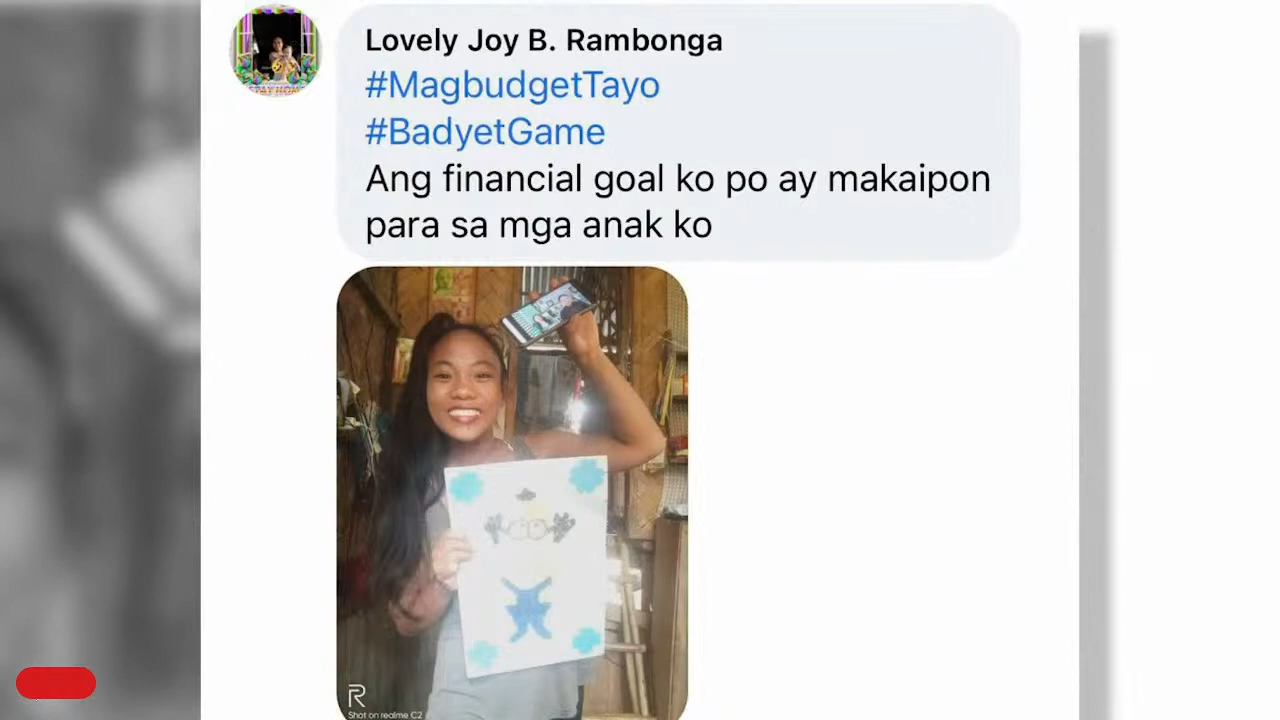 Lovely Joy B. Rambonga
#MagbudgetTayo
#BadyetGame
Ang financial goal ko po ay makaipon
para sa mga anak ko
R
Shot on realme C2